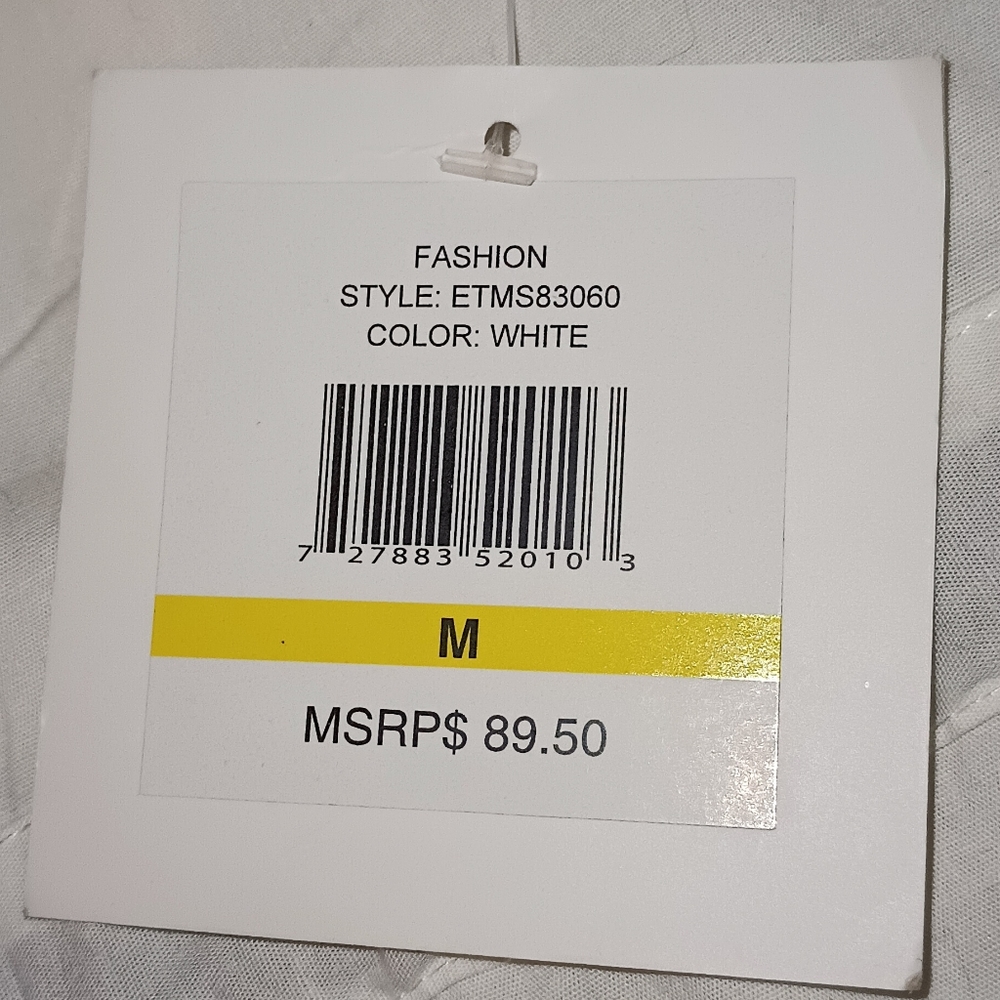 FASHION
STYLE: ETMS83060
COLOR: WHITE
7 27883 52010 3
M
MSRP$ 89.50